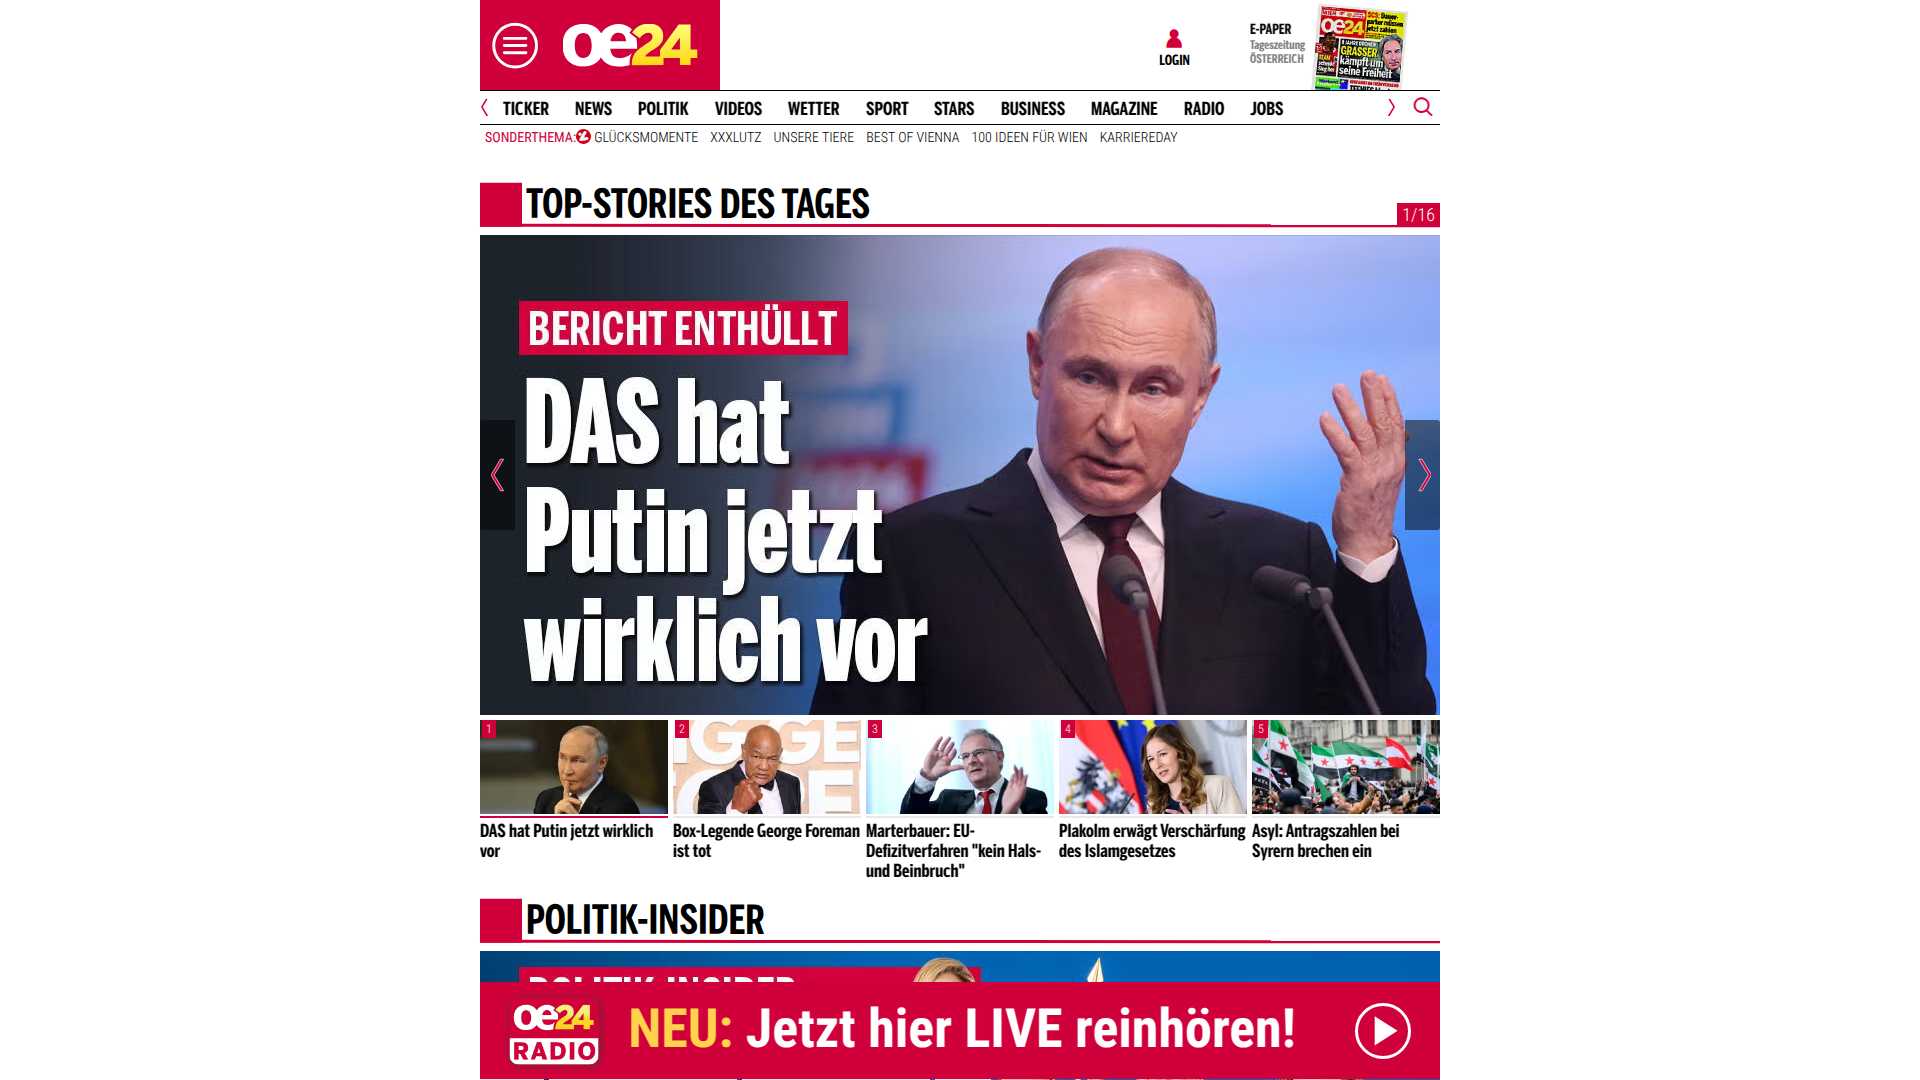 oe24
LOGIN
E-PAPER
Tageszeitung
ÖSTERREICH
oe24
GRASSER
kämpft um
seine Freiheit
TICKER NEWS POLITIK VIDEOS WETTER SPORT STARS BUSINESS MAGAZINE RADIO JOBS
SONDERTHEMA: GLÜCKSMOMENTE XXXLUTZ UNSERE TIERE BEST OF VIENNA 100 IDEEN FÜR WIEN KARRIEREDAY
TOP-STORIES DES TAGES
1/16
BERICHT ENTHÜLLT
DAS hat
Putin jetzt
wirklich vor
1
2
3
4
5
DAS hat Putin jetzt wirklich
vor
Box-Legende George Foreman
ist tot
Marterbauer: EU-
Defizitverfahren "kein Hals-
und Beinbruch"
Plakolm erwägt Verschärfung
des Islamgesetzes
Asyl: Antragszahlen bei
Syrern brechen ein
POLITIK-INSIDER
POLITIK-INSIDER
oe24
RADIO
NEU: Jetzt hier LIVE reinhören!